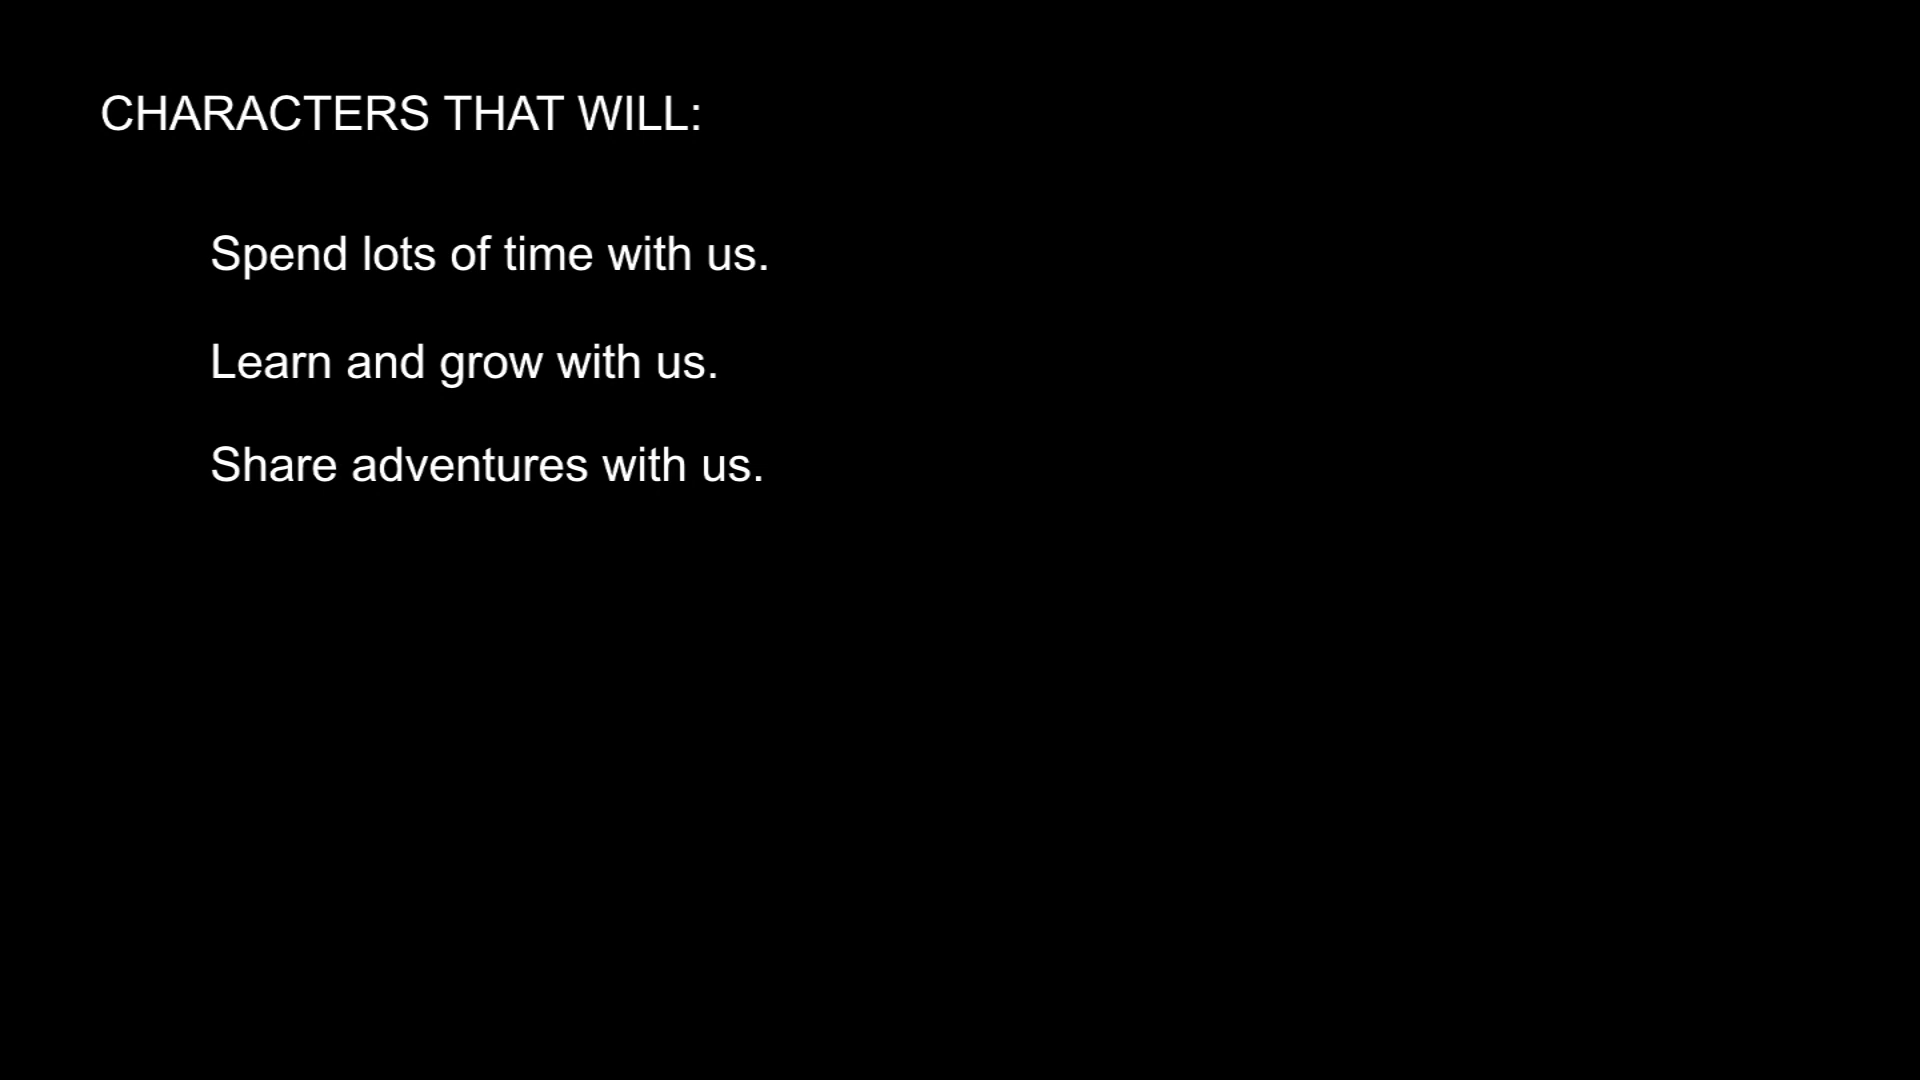 CHARACTERS THAT WILL:
Spend lots of time with us.
Learn and grow with us.
Share adventures with us.